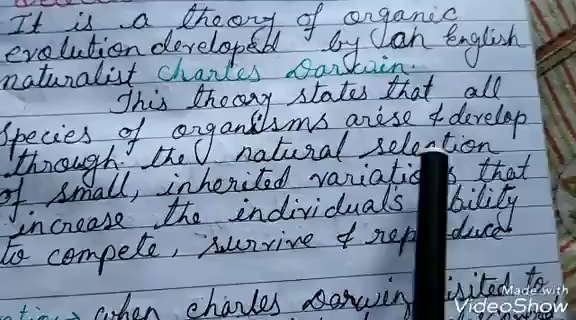 It is a theory of organic
evolution developed by an English
naturalist Charles Darwin.
This theory states that all
species of organisms arise & develop
through the natural selection
of small, inherited variations that
increase the individual's ability
to compete, survive & reproduce.
when Charles Darwin visited to
Made with
VideoShow